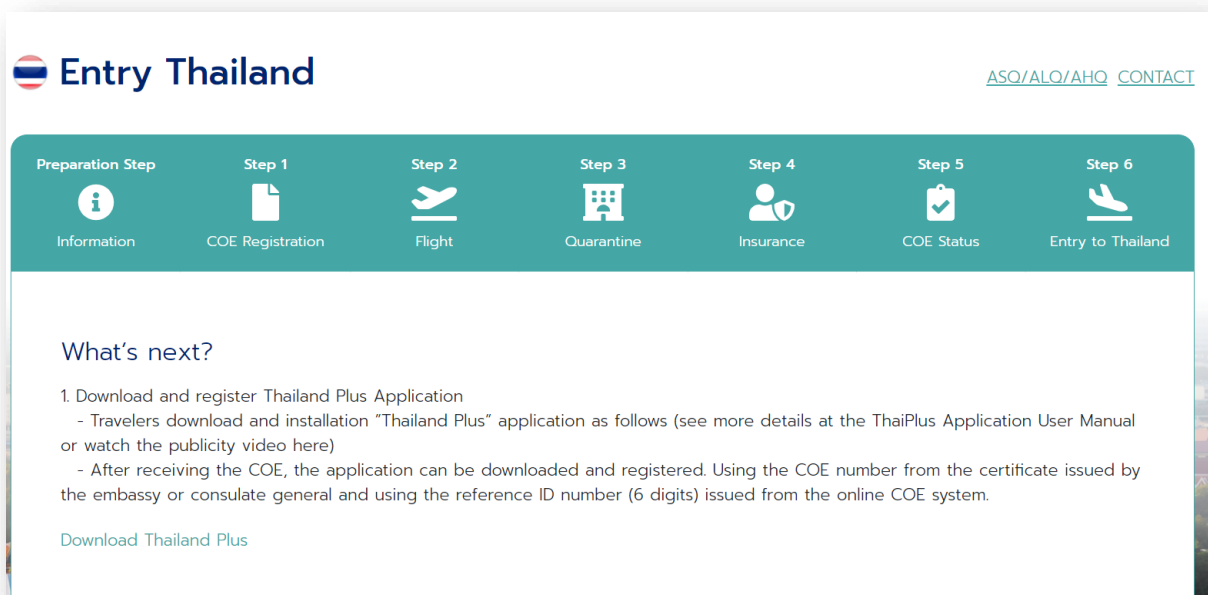 Entry Thailand
ASQ/ALQ/AHQ CONTACT
Preparation Step
Information
Step 1
COE Registration
Step 2
Flight
Step 3
Quarantine
Step 4
Insurance
Step 5
COE Status
Step 6
Entry to Thailand
What's next?
1. Download and register Thailand Plus Application
- Travelers download and installation "Thailand Plus" application as follows (see more details at the ThaiPlus Application User Manual
or watch the publicity video here)
- After receiving the COE, the application can be downloaded and registered. Using the COE number from the certificate issued by
the embassy or consulate general and using the reference ID number (6 digits) issued from the online COE system.
Download Thailand Plus